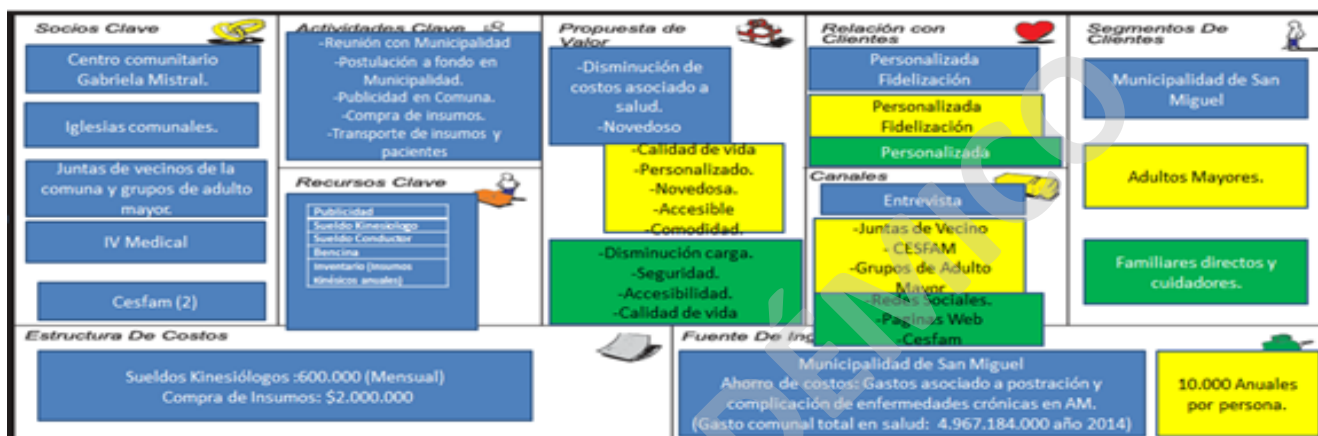 Socios Clave
Centro comunitario
Gabriela Mistral.
Iglesias comunales.
Juntas de vecinos de la
comuna y grupos de adulto
mayor.
IV Medical
Cesfam (2)
Actividades Clave
-Reunión con Municipalidad
-Postulación a fondo en
Municipalidad.
-Publicidad en Comuna.
-Compra de insumos.
-Transporte de insumos y
pacientes
Recursos Clave
Publicidad
Sueldo Kinesiologo
Sueldo Conductor
Bencina
Inventario (Insumos
Kinésicos anuales)
Propuesta de
Valor
-Disminución de
costos asociado a
salud.
-Novedoso
-Calidad de vida
-Personalizado.
-Novedosa.
-Accesible
-Comodidad.
-Disminución carga.
-Seguridad.
-Accesibilidad.
-Calidad de vida
Relación con
Clientes
Personalizada
Fidelización
Personalizada
Fidelización
Personalizada
Canales
Entrevista
-Juntas de Vecino
- CESFAM
-Grupos de Adulto
Mayor
-Redes Sociales.
-Paginas Web
-Cesfam
Segmentos De
Clientes
Municipalidad de San
Miguel
Adultos Mayores.
Familiares directos y
cuidadores.
Estructura De Costos
Sueldos Kinesiólogos :600.000 (Mensual)
Compra de Insumos: $2.000.000
Fuente De Ing
Municipalidad de San Miguel
Ahorro de costos: Gastos asociado a postración y
complicación de enfermedades crónicas en AM.
(Gasto comunal total en salud: 4.967.184.000 año 2014)
10.000 Anuales
por persona.
DÉMICO